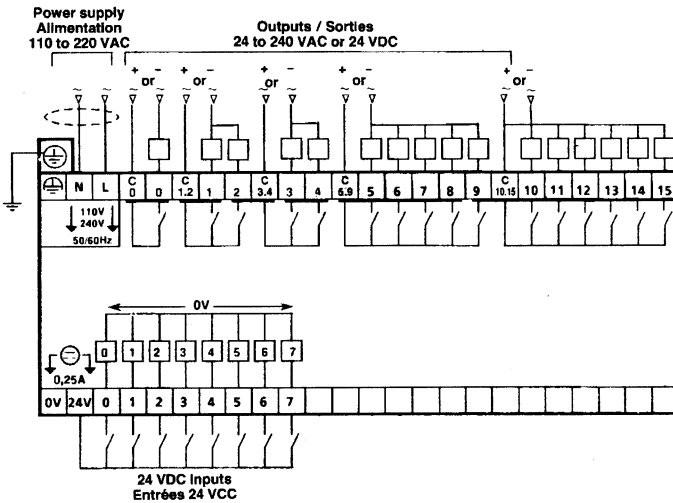 Power supply
Alimentation
110 to 220 VAC
Outputs / Sorties
24 to 240 VAC or 24 VDC
+ or − + or − + or − + or − + or −
~ ~ ~ ~ ~ ~ ~ ~ ~ ~ ~ ~
N L C 0 0 C 1.2 1 2 C 3.4 3 4 C 5.9 5 6 7 8 9 C 10.15 10 11 12 13 14 15
110V
240V
50/60Hz
0V
0 1 2 3 4 5 6 7
0,25A
0V 24V 0 1 2 3 4 5 6 7
24 VDC Inputs
Entrées 24 VCC